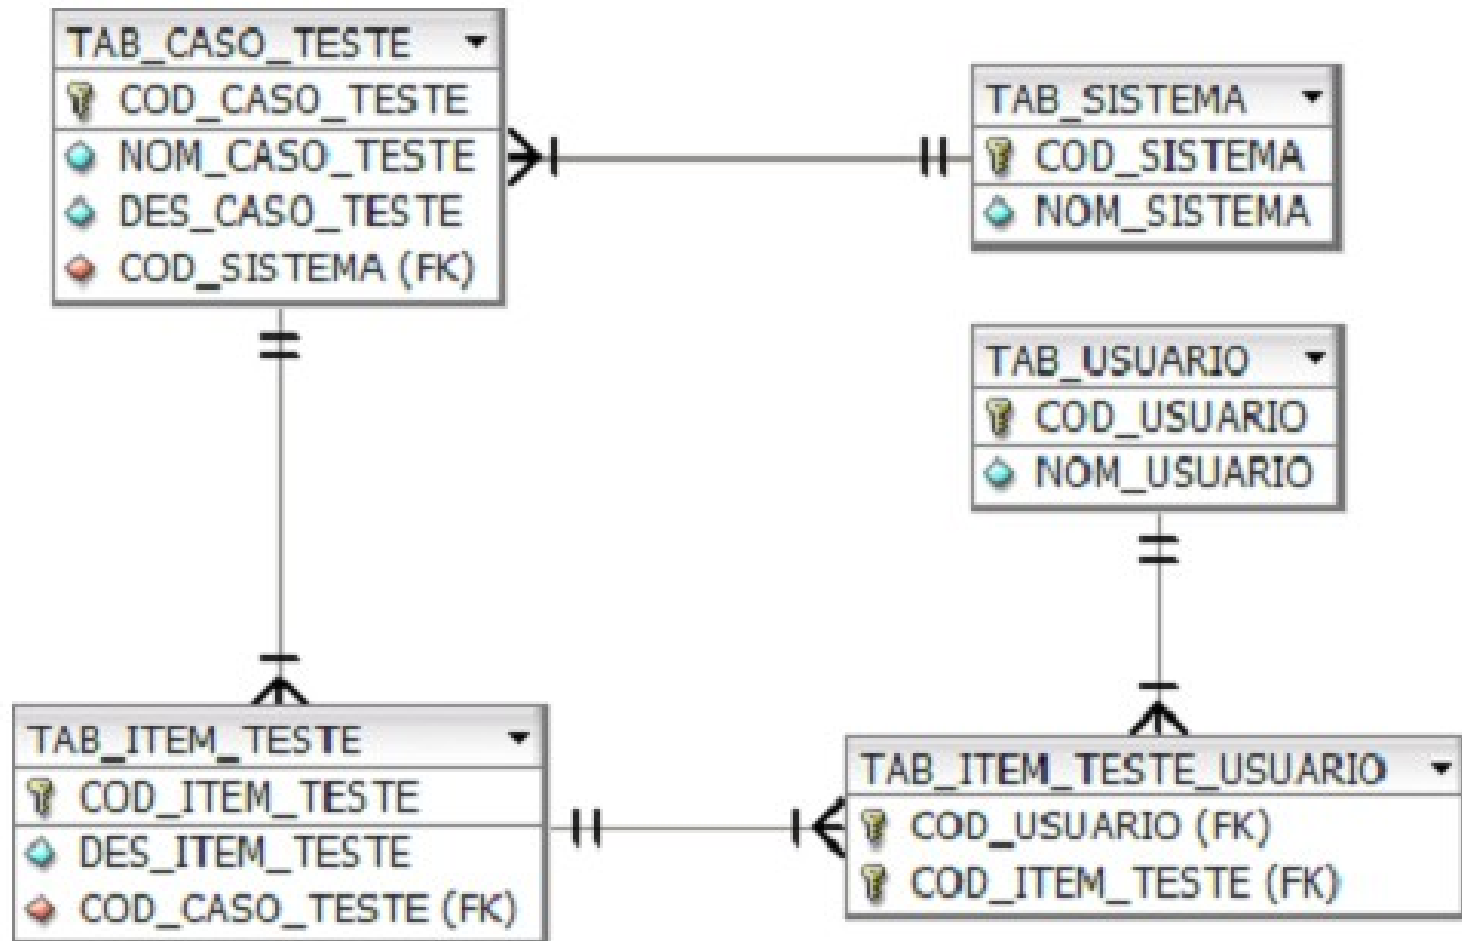 TAB_CASO_TESTE
COD_CASO_TESTE
NOM_CASO_TESTE
DES_CASO_TESTE
COD_SISTEMA (FK)
TAB_SISTEMA
COD_SISTEMA
NOM_SISTEMA
TAB_USUARIO
COD_USUARIO
NOM_USUARIO
TAB_ITEM_TESTE
COD_ITEM_TESTE
DES_ITEM_TESTE
COD_CASO_TESTE (FK)
TAB_ITEM_TESTE_USUARIO
COD_USUARIO (FK)
COD_ITEM_TESTE (FK)